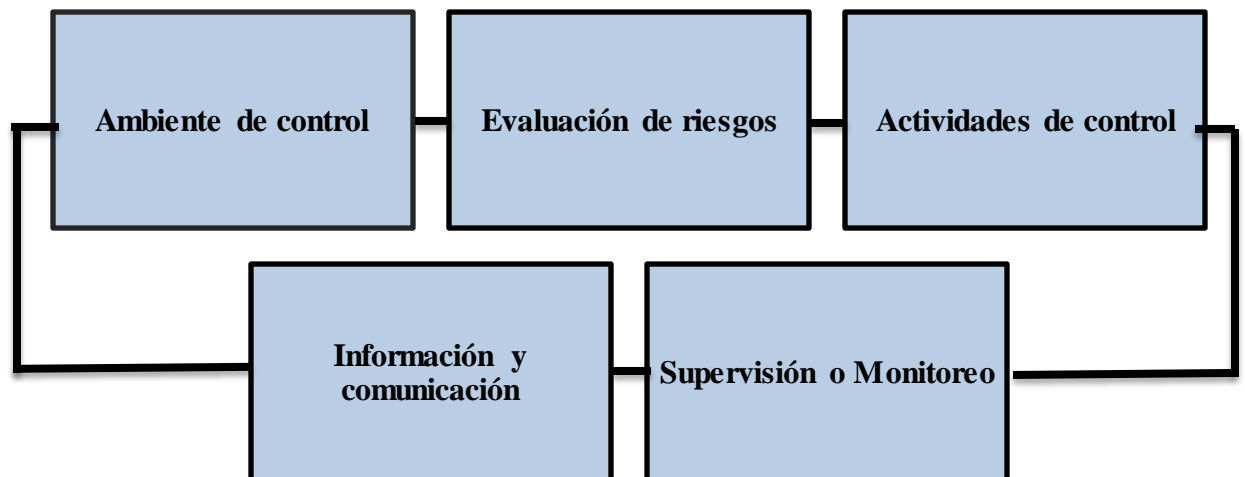 Ambiente de control
Evaluación de riesgos
Actividades de control
Información y
comunicación
Supervisión o Monitoreo